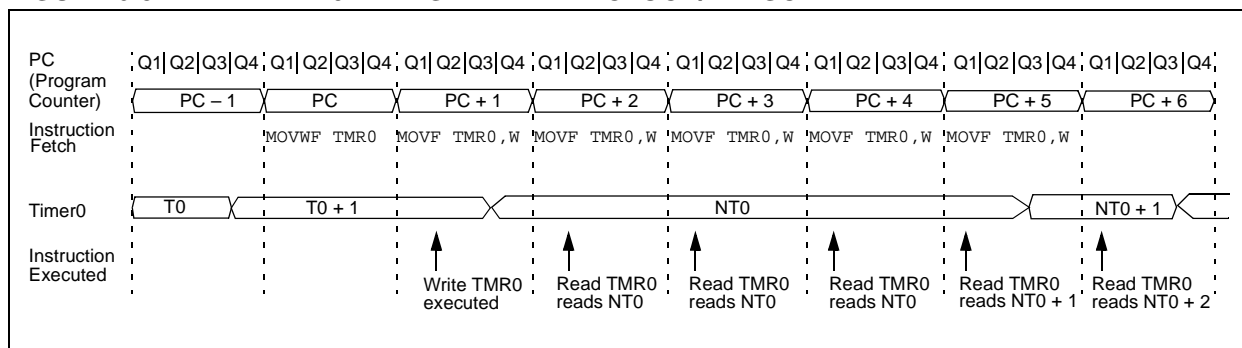 PC
(Program
Counter)
Q1 Q2 Q3 Q4 Q1 Q2 Q3 Q4 Q1 Q2 Q3 Q4 Q1 Q2 Q3 Q4 Q1 Q2 Q3 Q4 Q1 Q2 Q3 Q4 Q1 Q2 Q3 Q4 Q1 Q2 Q3 Q4
PC – 1 PC PC + 1 PC + 2 PC + 3 PC + 4 PC + 5 PC + 6
Instruction
Fetch
MOVWF TMR0 MOVF TMR0,W MOVF TMR0,W MOVF TMR0,W MOVF TMR0,W MOVF TMR0,W
Timer0
T0 T0 + 1 NT0 NT0 + 1
Instruction
Executed
Write TMR0
executed
Read TMR0
reads NT0
Read TMR0
reads NT0
Read TMR0
reads NT0
Read TMR0
reads NT0 + 1
Read TMR0
reads NT0 + 2